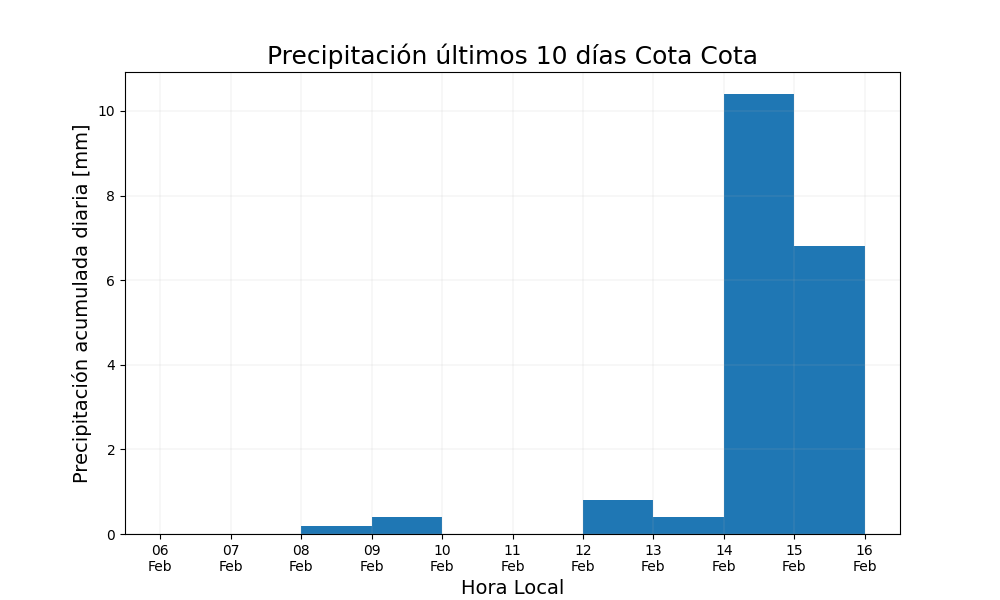 Precipitación últimos 10 días Cota Cota
Precipitación acumulada diaria [mm]
10
8
6
4
2
0
06 07 08 09 10 11 12 13 14 15 16
Feb Feb Feb Feb Feb Feb Feb Feb Feb Feb Feb
Hora Local